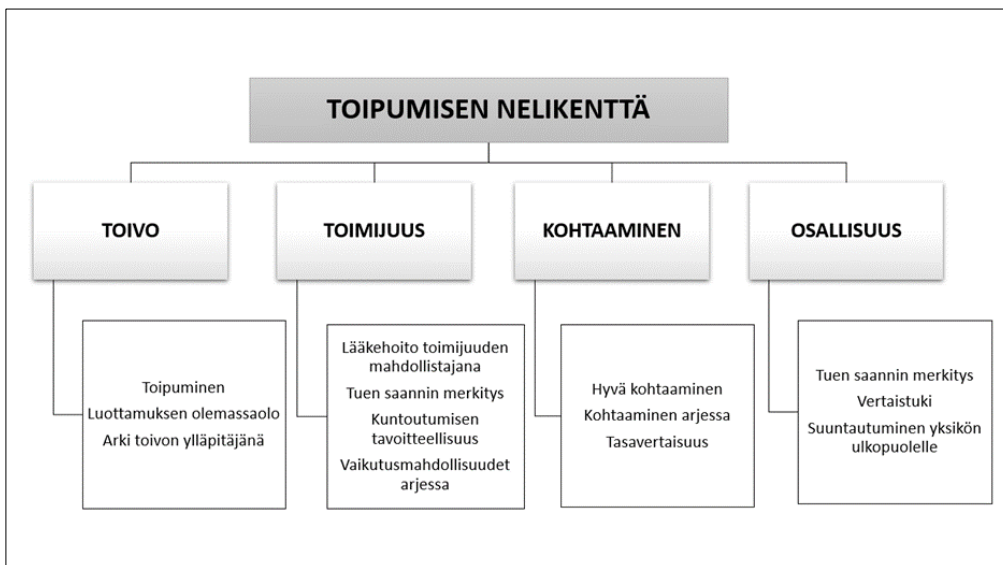 TOIPUMISEN NELIKENTTÄ
TOIVO
TOIMIJUUS
KOHTAAMINEN
OSALLISUUS
Toipuminen
Luottamuksen olemassaolo
Arki toivon ylläpitäjänä
Lääkehoito toimijuuden
mahdollistajana
Tuen saannin merkitys
Kuntoutumisen
tavoitteellisuus
Vaikutusmahdollisuudet
arjessa
Hyvä kohtaaminen
Kohtaaminen arjessa
Tasavertaisuus
Tuen saannin merkitys
Vertaistuki
Suuntautuminen yksikön
ulkopuolelle